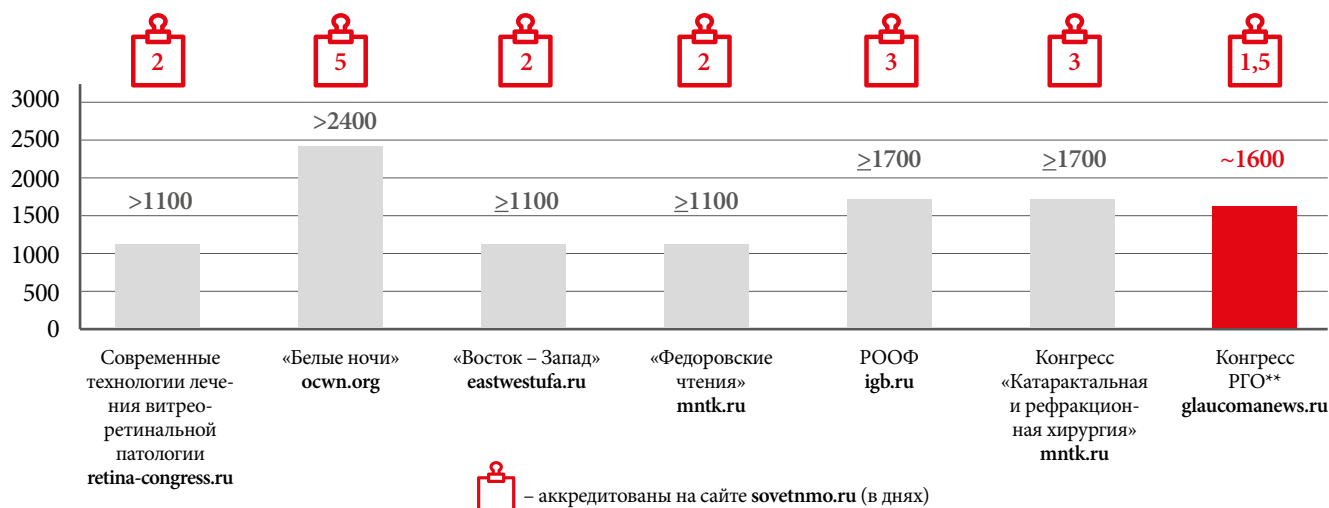 2
5
2
2
3
3
1,5
3000
2500
2000
1500
1000
500
0
>1100
>2400
≥1100
≥1100
≥1700
≥1700
~1600
Современные
технологии лече-
ния витрео-
ретинальной
патологии
retina-congress.ru
«Белые ночи»
ocwn.org
«Восток – Запад»
eastwestufa.ru
«Федоровские
чтения»
mntk.ru
РООФ
igb.ru
Конгресс
«Катарактальная
и рефракцион-
ная хирургия»
mntk.ru
Конгресс
РГО**
glaucomanews.ru
– аккредитованы на сайте sovetnmo.ru (в днях)